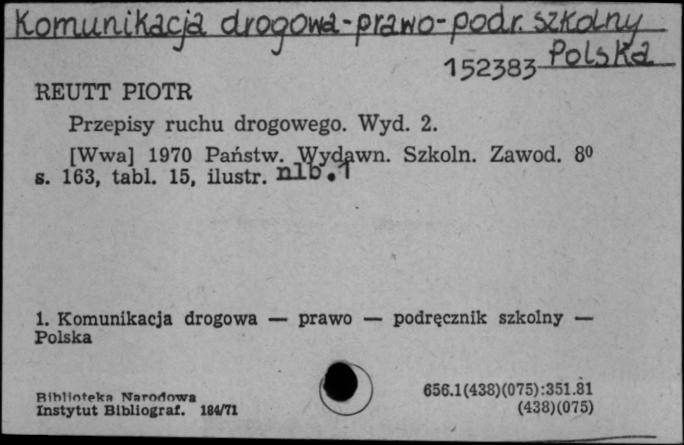 Komunikacja drogowa-prawo-podr. szkolny
Polska
152383
REUTT PIOTR
Przepisy ruchu drogowego. Wyd. 2.
[Wwa] 1970 Państw. Wydawn. Szkoln. Zawod. 8⁰
s. 163, tabl. 15, ilustr. nlb.1
1. Komunikacja drogowa — prawo — podręcznik szkolny —
Polska
Biblioteka Narodowa
Instytut Bibliograf. 184/71
656.1(438)(075):351.81
(438)(075)